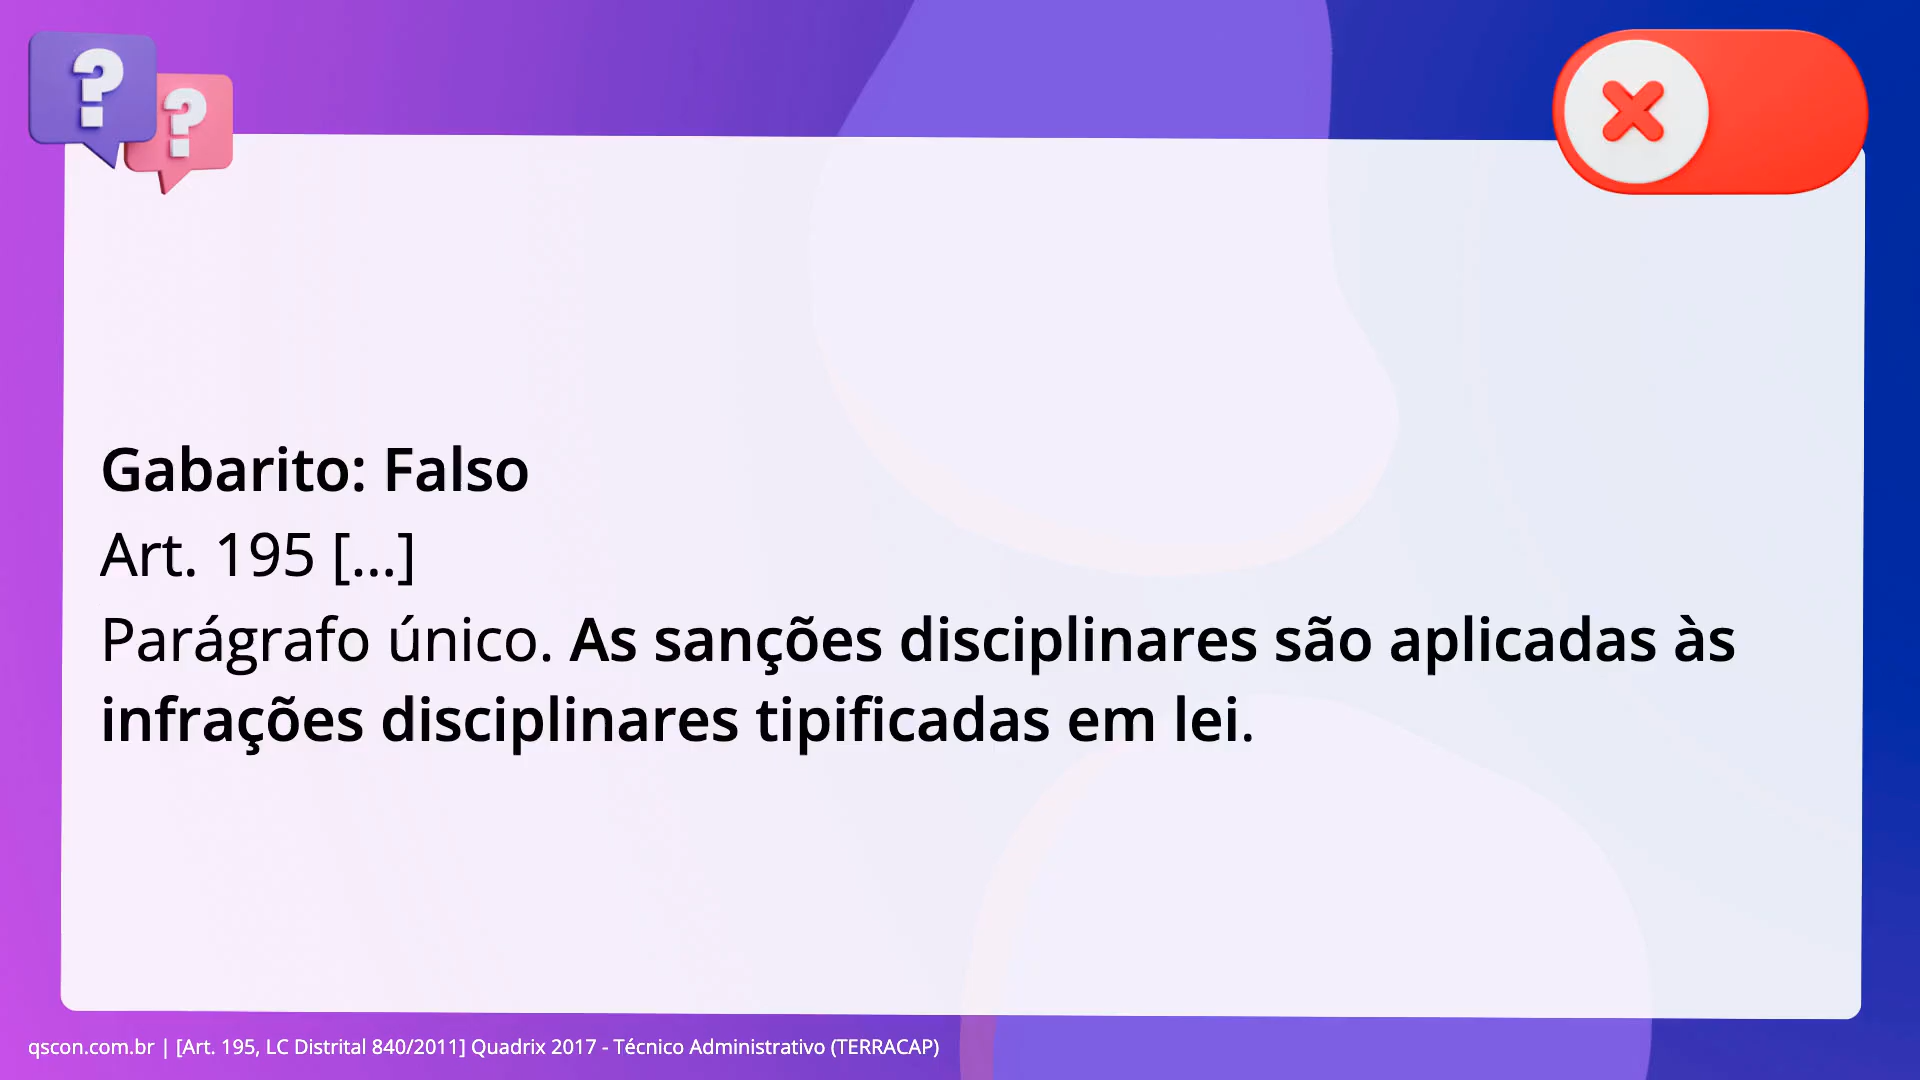 ?
?
Gabarito: Falso
Art. 195 [...]
Parágrafo único. As sanções disciplinares são aplicadas às
infrações disciplinares tipificadas em lei.
qscon.com.br | [Art. 195, LC Distrital 840/2011] Quadrix 2017 - Técnico Administrativo (TERRACAP)